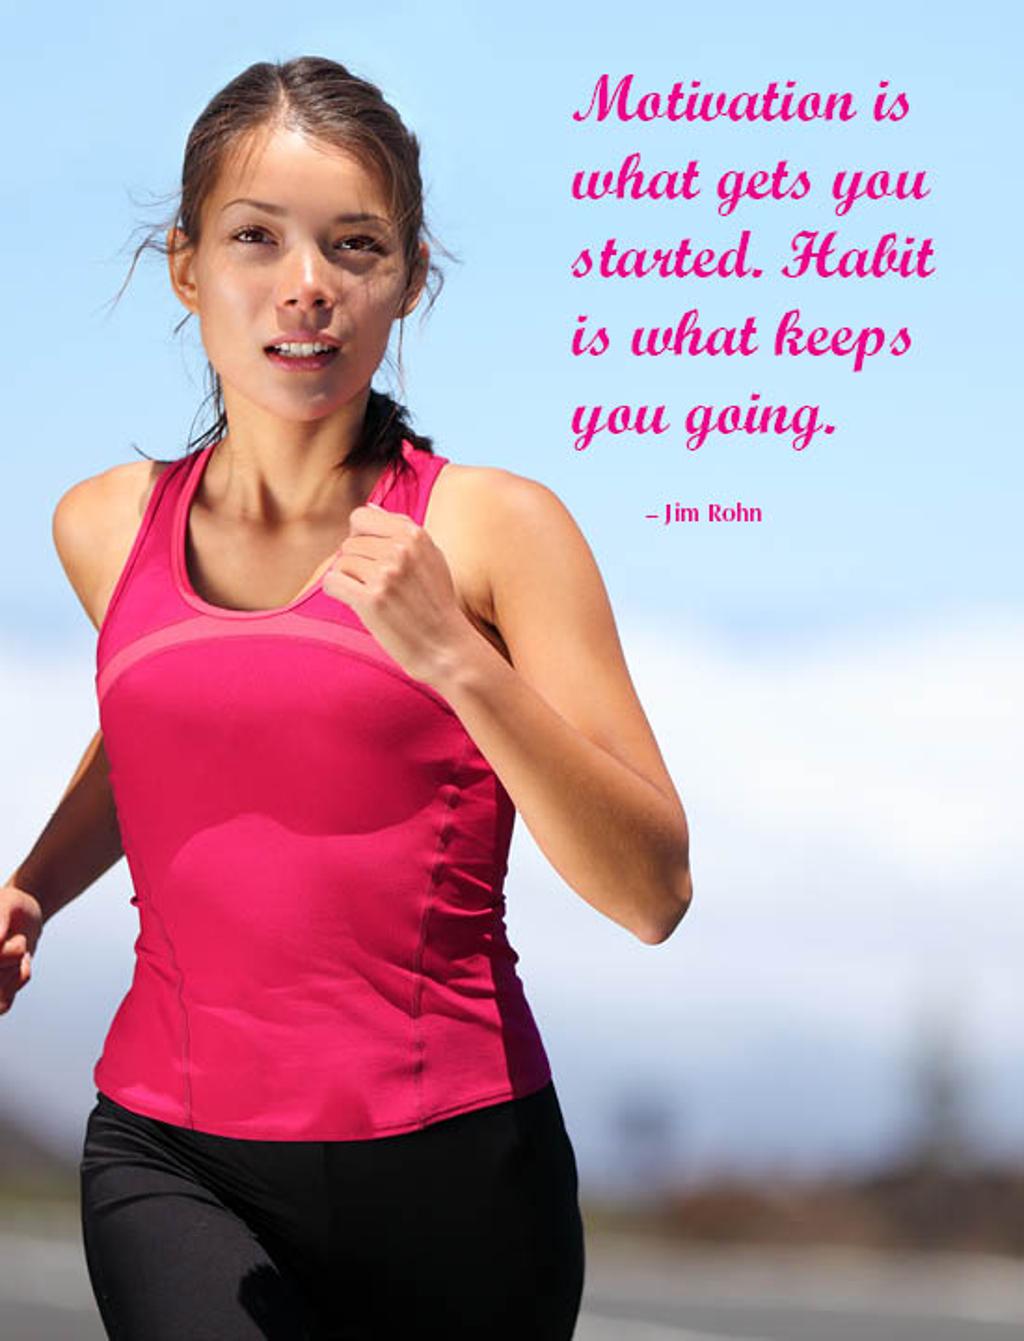 Motivation is
what gets you
started. Habit
is what keeps
you going.
– Jim Rohn